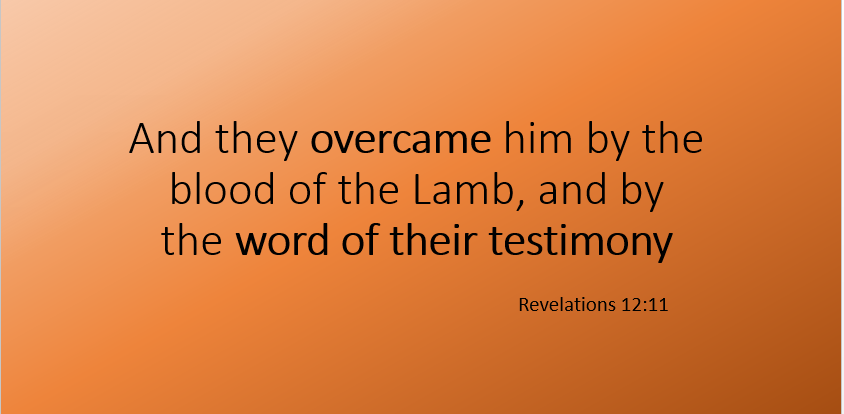 And they overcame him by the
blood of the Lamb, and by
the word of their testimony
Revelations 12:11